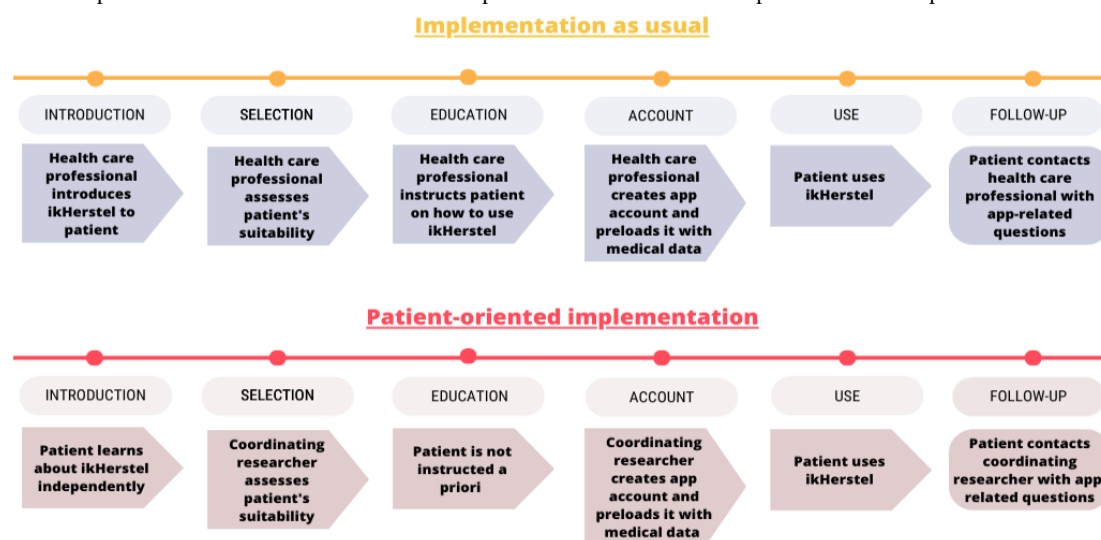 Implementation as usual
INTRODUCTION
SELECTION
EDUCATION
ACCOUNT
USE
FOLLOW-UP
Health care
professional
introduces
ikHerstel to
patient
Health care
professional
assesses
patient's
suitability
Health care
professional
instructs patient
on how to use
ikHerstel
Health care
professional
creates app
account and
preloads it with
medical data
Patient uses
ikHerstel
Patient contacts
health care
professional with
app-related
questions
Patient-oriented implementation
INTRODUCTION
SELECTION
EDUCATION
ACCOUNT
USE
FOLLOW-UP
Patient learns
about ikHerstel
independently
Coordinating
researcher
assesses
patient's
suitability
Patient is not
instructed a
priori
Coordinating
researcher
creates app
account and
preloads it with
medical data
Patient uses
ikHerstel
Patient contacts
coordinating
researcher with app
related questions